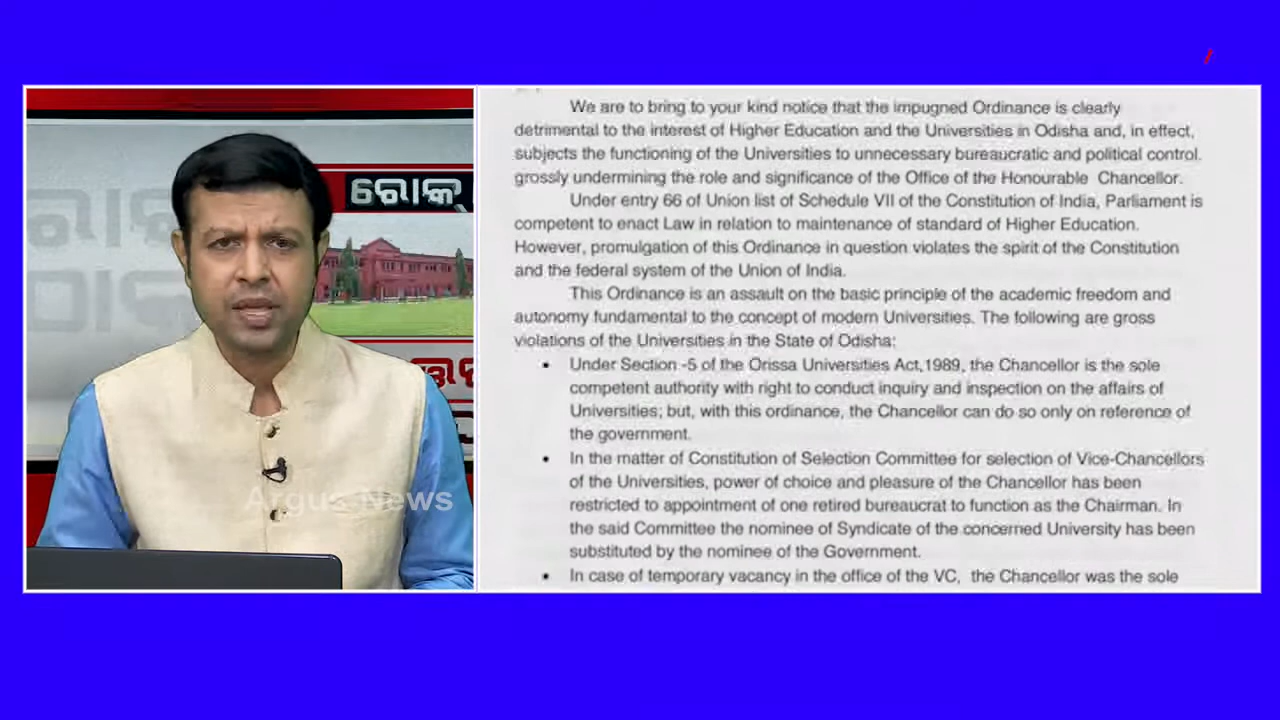 ରୋକ୍
Argus News
We are to bring to your kind notice that the impugned Ordinance is clearly
detrimental to the interest of Higher Education and the Universities in Odisha and, in effect,
subjects the functioning of the Universities to unnecessary bureaucratic and political control.
grossly undermining the role and significance of the Office of the Honourable Chancellor.
Under entry 66 of Union list of Schedule VII of the Constitution of India, Parliament is
competent to enact Law in relation to maintenance of standard of Higher Education.
However, promulgation of this Ordinance in question violates the spirit of the Constitution
and the federal system of the Union of India.
This Ordinance is an assault on the basic principle of the academic freedom and
autonomy fundamental to the concept of modern Universities. The following are gross
violations of the Universities in the State of Odisha:
• Under Section -5 of the Orissa Universities Act,1989, the Chancellor is the sole
competent authority with right to conduct inquiry and inspection on the affairs of
Universities; but, with this ordinance, the Chancellor can do so only on reference of
the government.
• In the matter of Constitution of Selection Committee for selection of Vice-Chancellors
of the Universities, power of choice and pleasure of the Chancellor has been
restricted to appointment of one retired bureaucrat to function as the Chairman. In
the said Committee the nominee of Syndicate of the concerned University has been
substituted by the nominee of the Government.
• In case of temporary vacancy in the office of the VC, the Chancellor was the sole